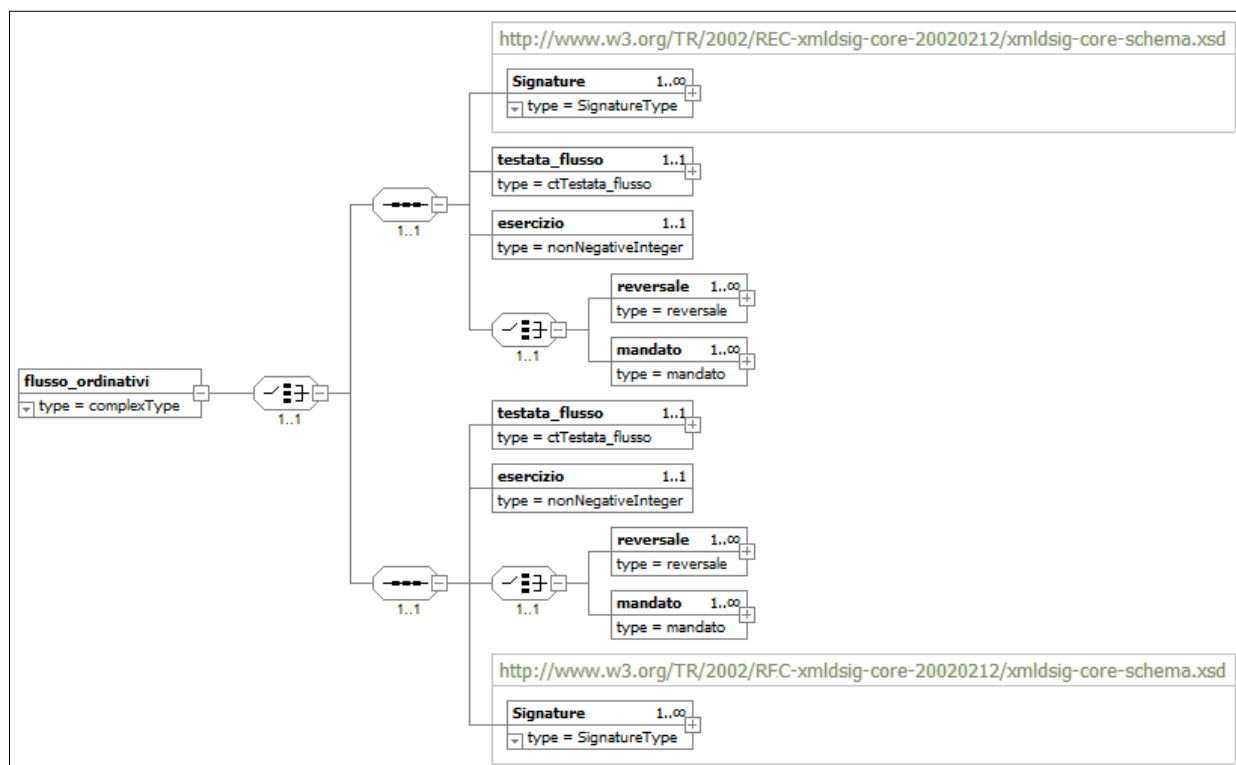 http://www.w3.org/TR/2002/REC-xmldsig-core-20020212/xmldsig-core-schema.xsd
Signature 1..∞
type = SignatureType
testata_flusso 1..1
type = ctTestata_flusso
1..1
esercizio 1..1
type = nonNegativeInteger
reversale 1..∞
type = reversale
1..1
mandato 1..∞
type = mandato
flusso_ordinativi
type = complexType
1..1
testata_flusso 1..1
type = ctTestata_flusso
esercizio 1..1
type = nonNegativeInteger
reversale 1..∞
type = reversale
1..1
1..1
mandato 1..∞
type = mandato
http://www.w3.org/TR/2002/REC-xmldsig-core-20020212/xmldsig-core-schema.xsd
Signature 1..∞
type = SignatureType